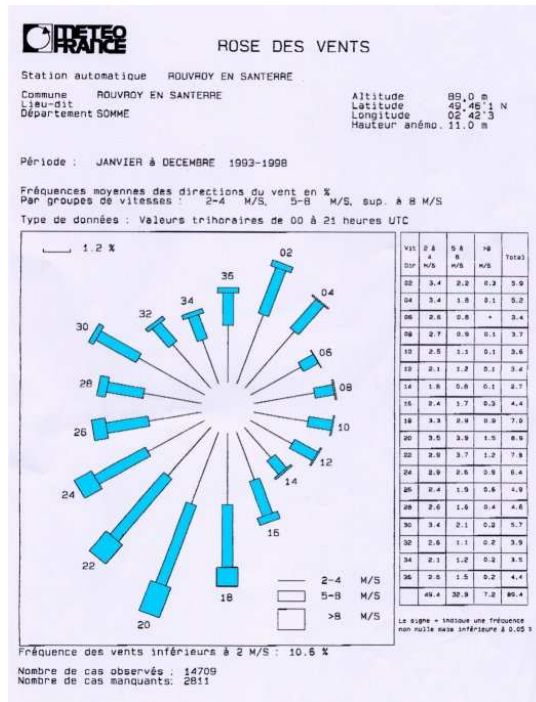 METEO
FRANCE
ROSE DES VENTS
Station automatique ROUVROY EN SANTERRE
Commune ROUVROY EN SANTERRE
Lieu-dit
Département SOMME
Altitude 89.0 m
Latitude 49°46'1 N
Longitude 02°42'3
Hauteur anémo. 11.0 m
Période : JANVIER à DECEMBRE 1993-1998
Fréquences moyennes des directions du vent en %
Par groupes de vitesses : 2-4 M/S, 5-8 M/S, sup. à 8 M/S
Type de données : Valeurs trihoraires de 00 à 21 heures UTC
1.2 %
02
04
06
08
10
12
14
16
18
20
22
24
26
28
30
32
34
36
2-4 M/S
5-8 M/S
>8 M/S
Vit 2 à 5 8 >8 Total
Dir M/S M/S M/S
02 3.4 2.2 0.3 5.9
04 3.4 1.8 0.1 5.2
06 2.6 0.8 + 3.4
08 2.7 0.9 0.1 3.7
10 2.5 1.1 0.1 3.6
12 2.1 1.2 0.1 3.4
14 1.8 0.8 0.1 2.7
16 2.4 1.7 0.3 4.4
18 3.3 2.9 0.9 7.0
20 3.5 3.9 1.5 8.9
22 2.9 3.7 1.2 7.8
24 2.9 2.6 0.9 6.4
26 2.4 1.9 4.9
28 2.6 1.6 0.4 4.6
30 3.4 2.1 0.2 5.7
32 2.6 1.1 0.2 3.9
34 2.1 1.2 0.2 3.5
36 2.6 1.5 0.2 4.4
49.4 32.9 7.2 89.4
Le signe + indique une fréquence
non nulle mais inférieure à 0.05 %
Fréquence des vents inférieurs à 2 M/S : 10.6 %
Nombre de cas observés : 14709
Nombre de cas manquants: 2811